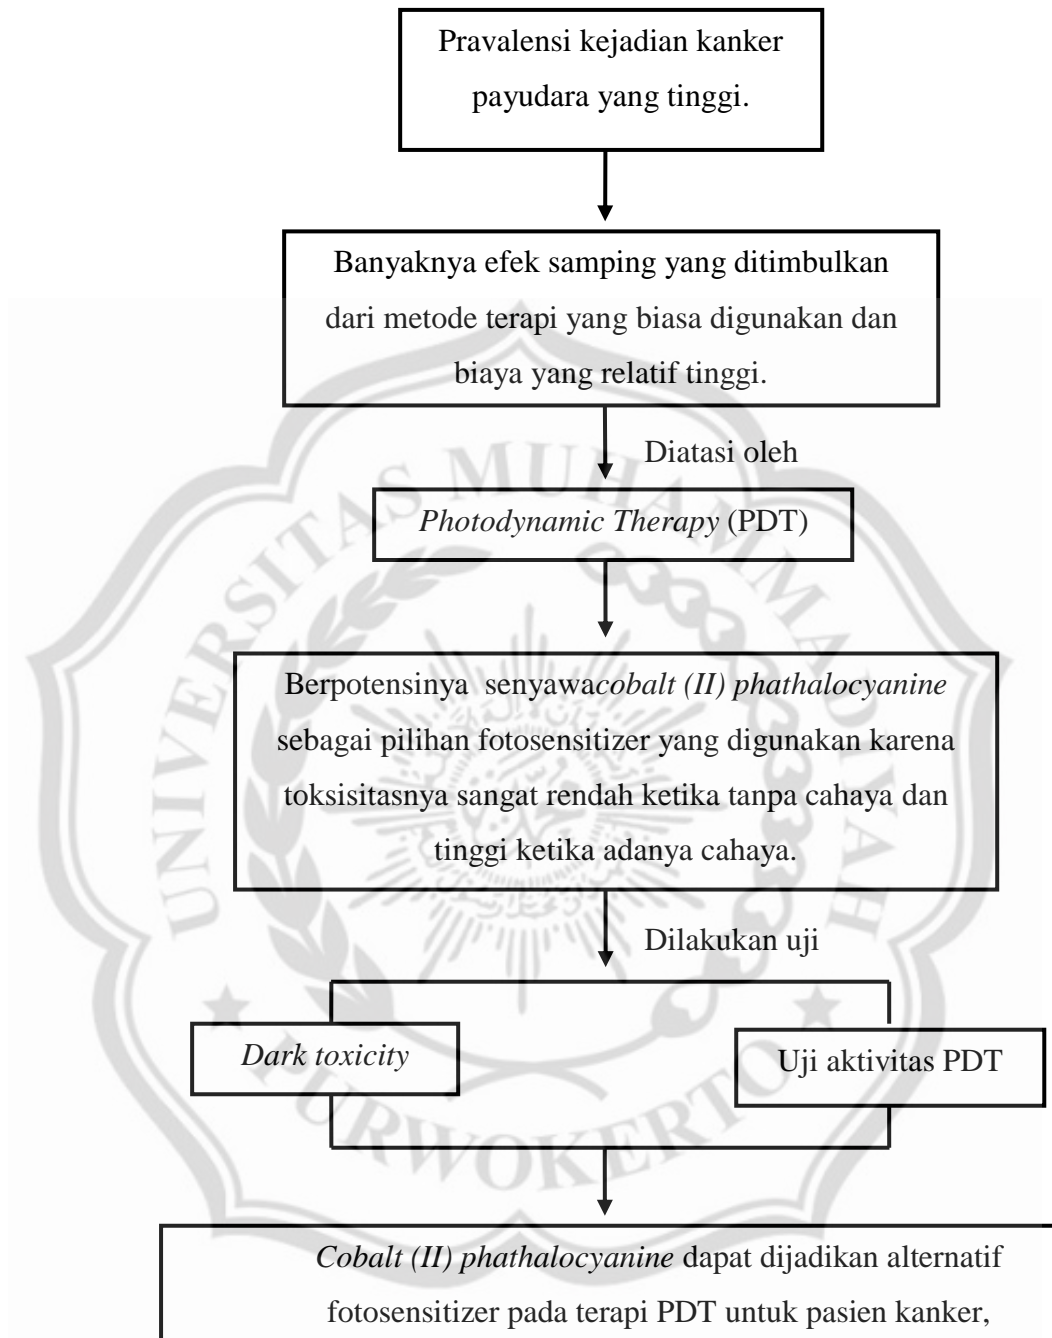 Pravalensi kejadian kanker
payudara yang tinggi.
Banyaknya efek samping yang ditimbulkan
dari metode terapi yang biasa digunakan dan
biaya yang relatif tinggi.
Diatasi oleh
Photodynamic Therapy (PDT)
Berpotensinya senyawacobalt (II) phathalocyanine
sebagai pilihan fotosensitizer yang digunakan karena
toksisitasnya sangat rendah ketika tanpa cahaya dan
tinggi ketika adanya cahaya.
Dilakukan uji
Dark toxicity
Uji aktivitas PDT
Cobalt (II) phathalocyanine dapat dijadikan alternatif
fotosensitizer pada terapi PDT untuk pasien kanker,
UNIVERSITAS MUHAMMADIYAH
PURWOKERTO